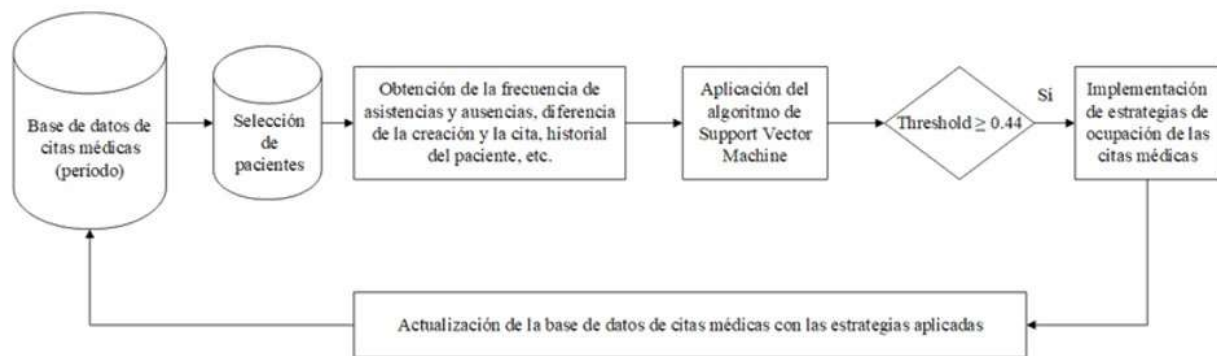 Base de datos de
citas médicas
(período)
Selección
de
pacientes
Obtención de la frecuencia de
asistencias y ausencias, diferencia
de la creación y la cita, historial
del paciente, etc.
Aplicación del
algoritmo de
Support Vector
Machine
Threshold ≥ 0.44
Sí
Implementación
de estrategias de
ocupación de las
citas médicas
Actualización de la base de datos de citas médicas con las estrategias aplicadas